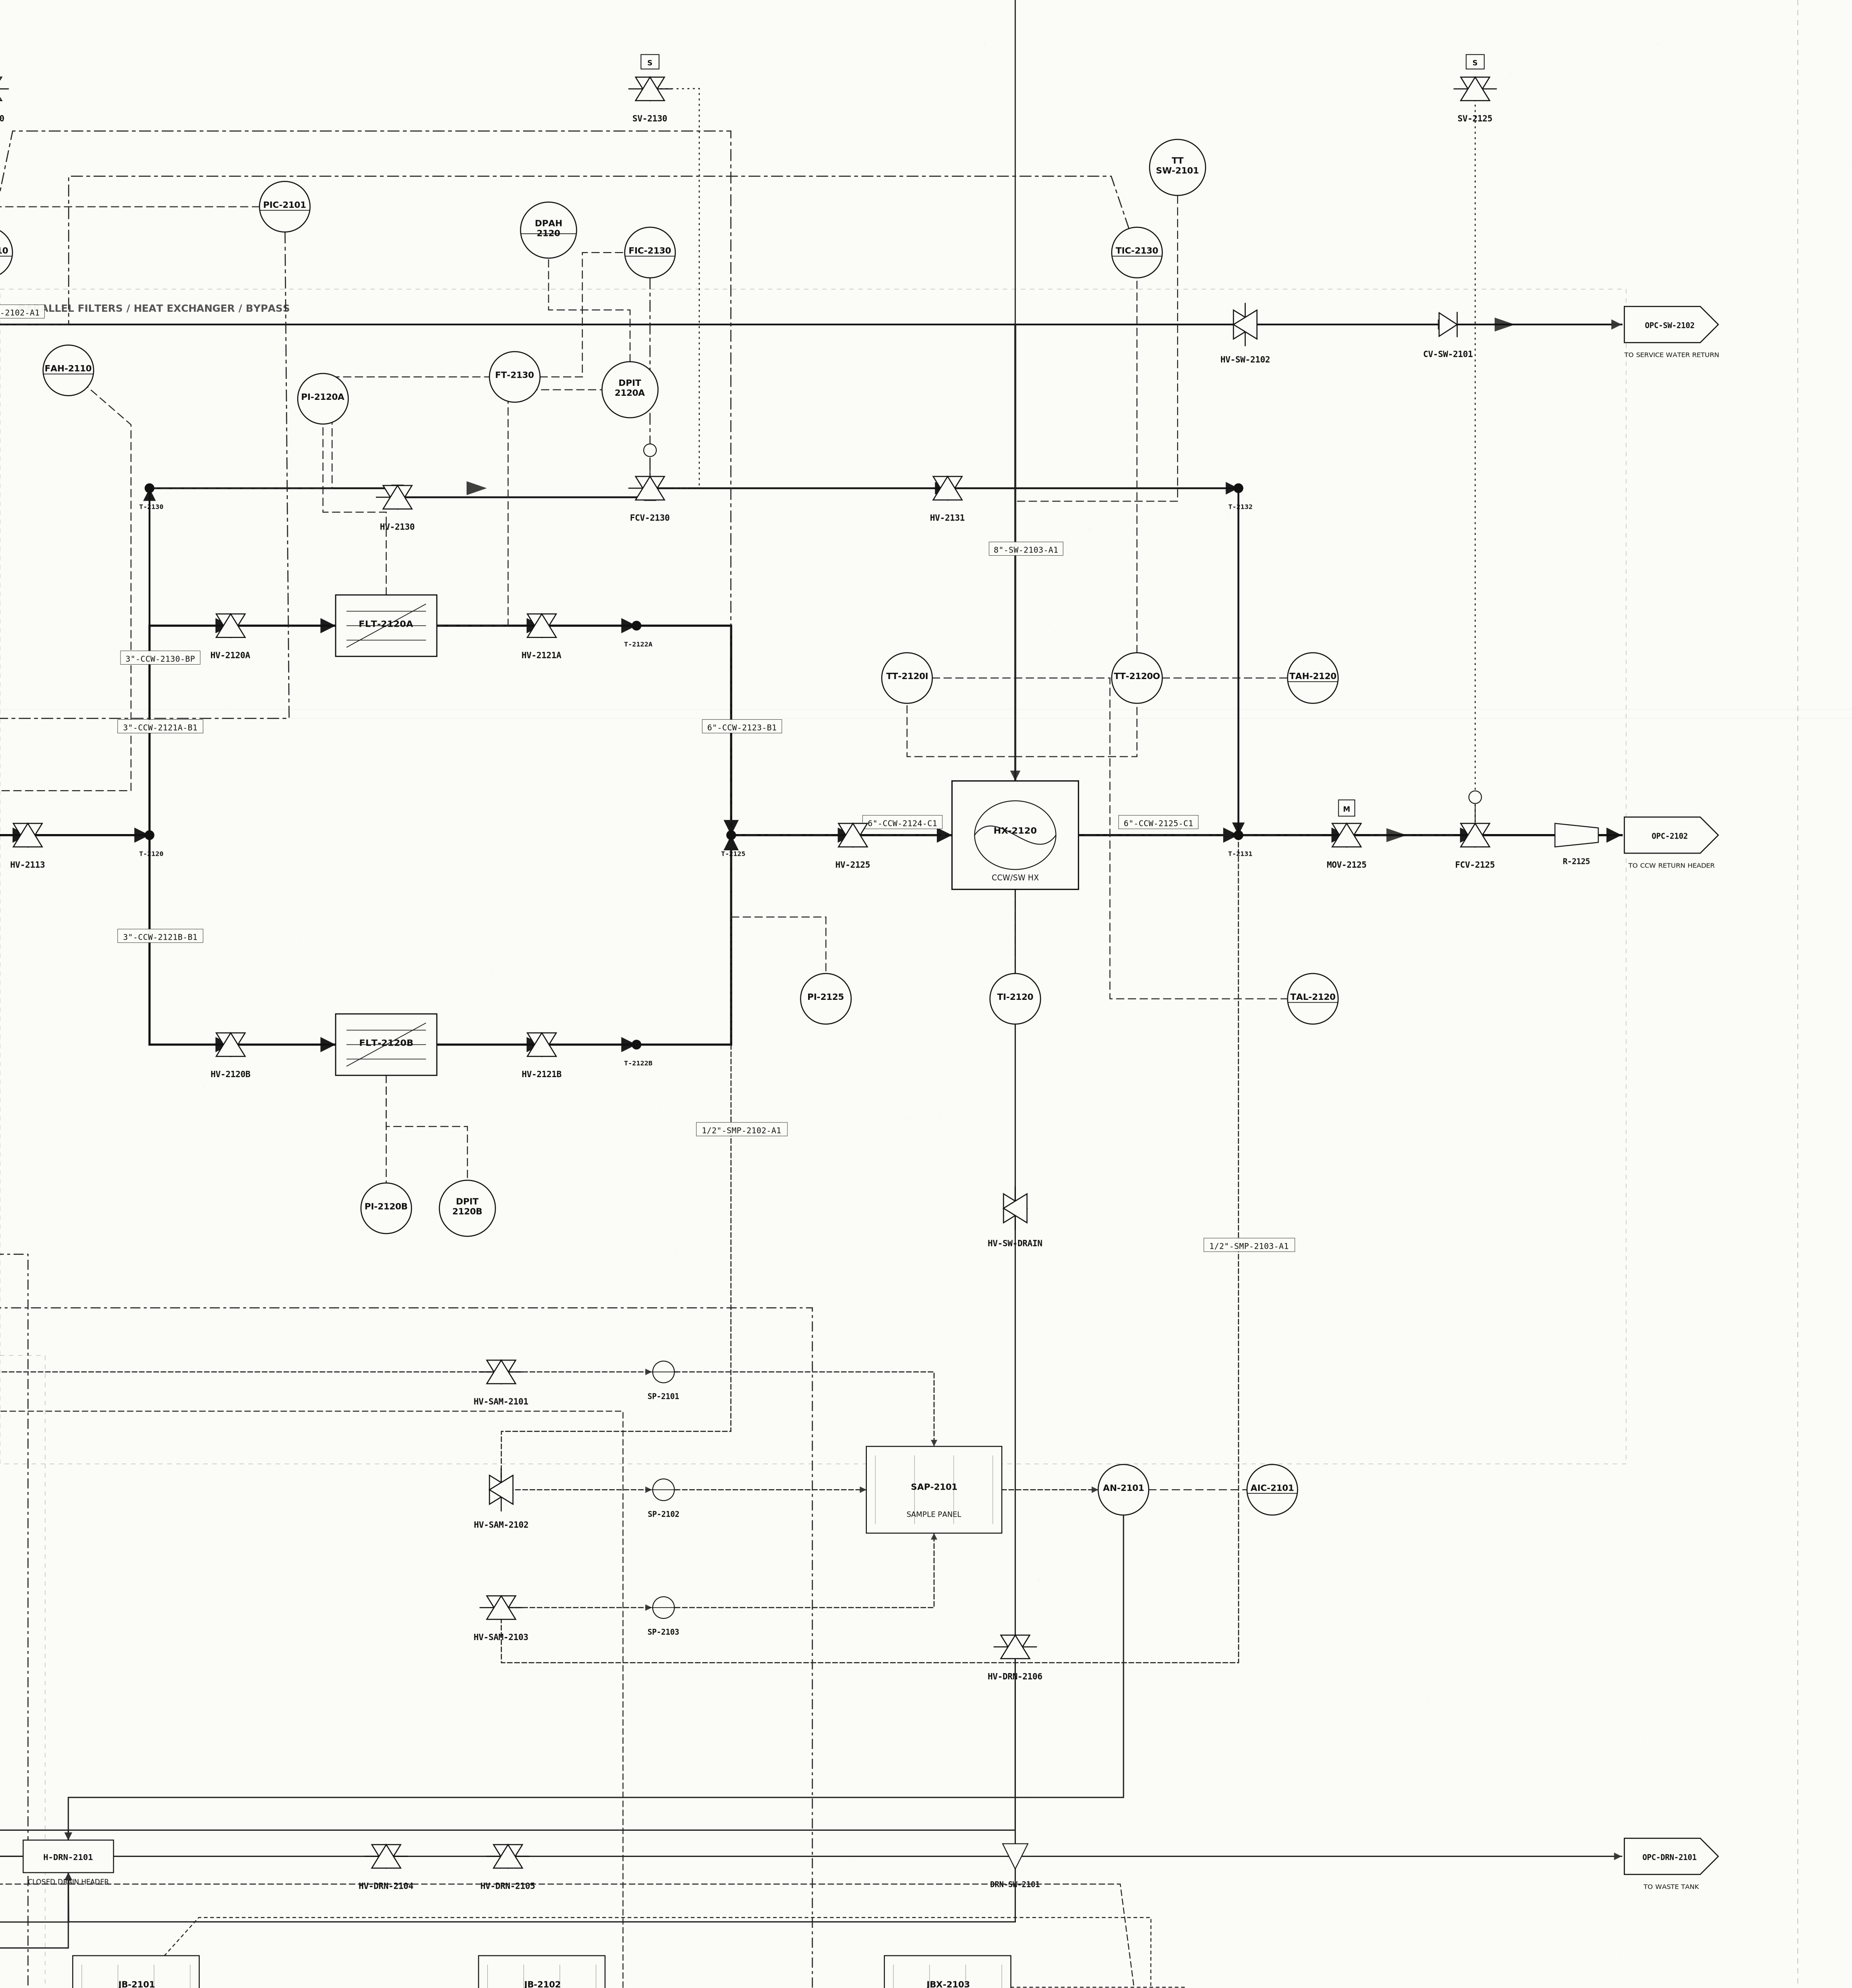 S
S
0
SV-2130
SV-2125
TT
SW-2101
PIC-2101
DPAH
2120
10
FIC-2130
TIC-2130
-2102-A1
ALLEL FILTERS / HEAT EXCHANGER / BYPASS
OPC-SW-2102
HV-SW-2102
CV-SW-2101
TO SERVICE WATER RETURN
FAH-2110
PI-2120A
FT-2130
DPIT
2120A
T-2130
HV-2130
FCV-2130
HV-2131
T-2132
8"-SW-2103-A1
FLT-2120A
HV-2120A
HV-2121A
T-2122A
3"-CCW-2130-BP
TT-2120I
TT-2120O
TAH-2120
3"-CCW-2121A-B1
6"-CCW-2123-B1
M
6"-CCW-2124-C1
6"-CCW-2125-C1
HX-2120
CCW/SW HX
OPC-2102
HV-2113
T-2120
T-2125
HV-2125
T-2131
MOV-2125
FCV-2125
R-2125
TO CCW RETURN HEADER
3"-CCW-2121B-B1
PI-2125
TI-2120
TAL-2120
FLT-2120B
HV-2120B
HV-2121B
T-2122B
1/2"-SMP-2102-A1
PI-2120B
DPIT
2120B
HV-SW-DRAIN
1/2"-SMP-2103-A1
HV-SAM-2101
SP-2101
SAP-2101
SAMPLE PANEL
AN-2101
AIC-2101
HV-SAM-2102
SP-2102
HV-SAM-2103
SP-2103
HV-DRN-2106
H-DRN-2101
CLOSED DRAIN HEADER
HV-DRN-2104
HV-DRN-2105
DRN-SW-2101
OPC-DRN-2101
TO WASTE TANK
JB-2101
JB-2102
JBX-2103